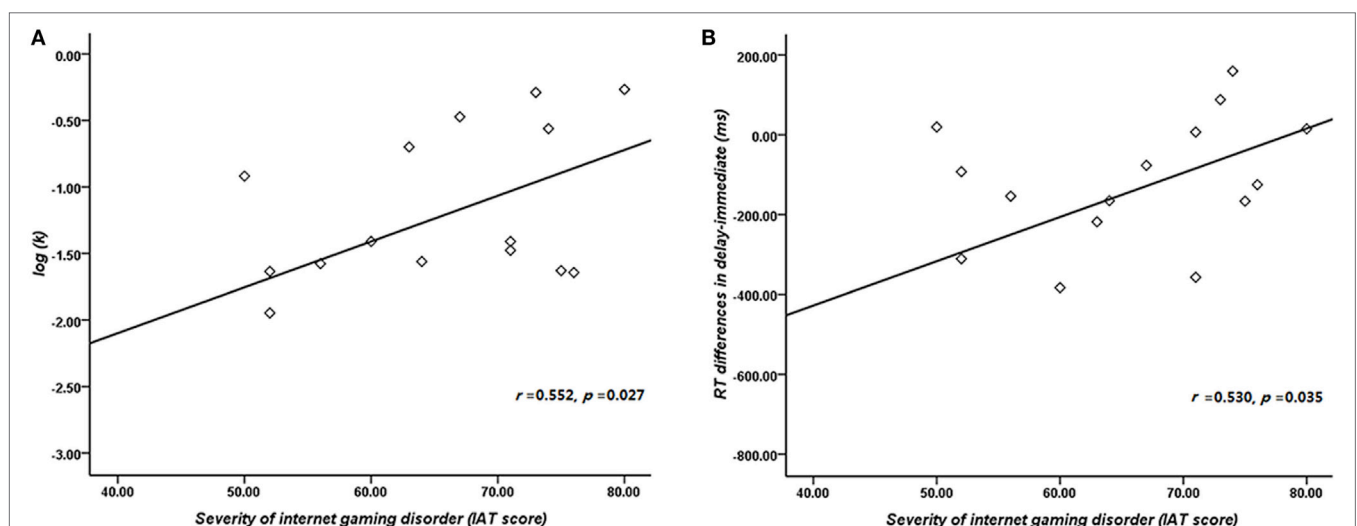 A
0.00
-0.50
-1.00
-1.50
-2.00
-2.50
-3.00
log (k)
r =0.552, p =0.027
40.00 50.00 60.00 70.00 80.00
Severity of internet gaming disorder (IAT score)
B
200.00
0.00
-200.00
-400.00
-600.00
-800.00
RT differences in delay-immediate (ms)
r =0.530, p =0.035
40.00 50.00 60.00 70.00 80.00
Severity of internet gaming disorder (IAT score)